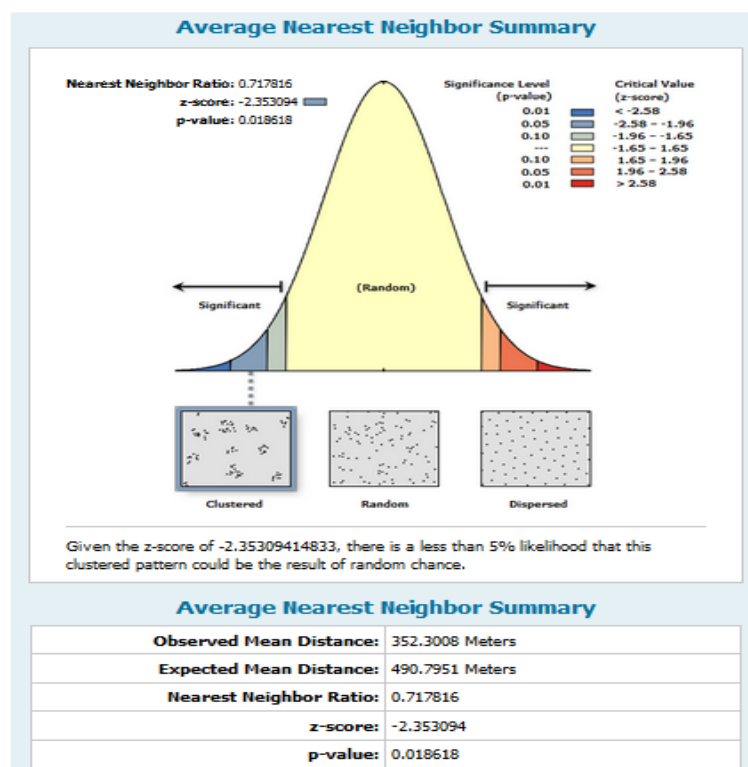 Average Nearest Neighbor Summary
Nearest Neighbor Ratio: 0.717816
z-score: -2.353094
p-value: 0.018618
Significance Level
(p-value)
Critical Value
(z-score)
0.01 < -2.58
0.05 -2.58 – -1.96
0.10 -1.96 – -1.65
--- -1.65 – 1.65
0.10 1.65 – 1.96
0.05 1.96 – 2.58
0.01 > 2.58
(Random)
Significant Significant
Clustered Random Dispersed
Given the z-score of -2.35309414833, there is a less than 5% likelihood that this
clustered pattern could be the result of random chance.
Average Nearest Neighbor Summary
Observed Mean Distance: 352.3008 Meters
Expected Mean Distance: 490.7951 Meters
Nearest Neighbor Ratio: 0.717816
z-score: -2.353094
p-value: 0.018618